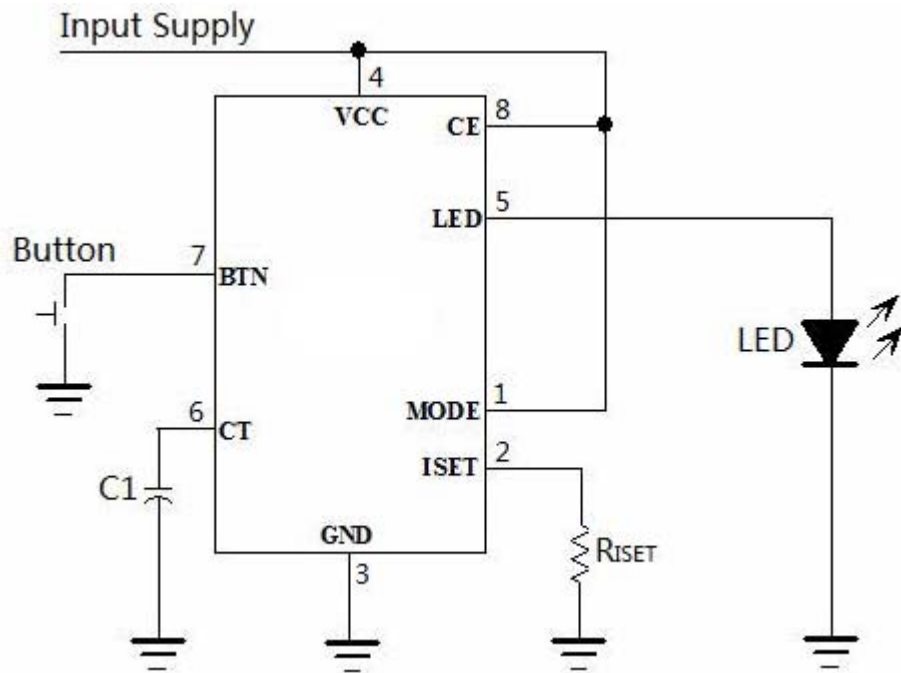 Input Supply
4
VCC
8
CE
5
LED
Button
7
BTN
LED
1
MODE
6
CT
2
ISET
C1
GND
RISET
3